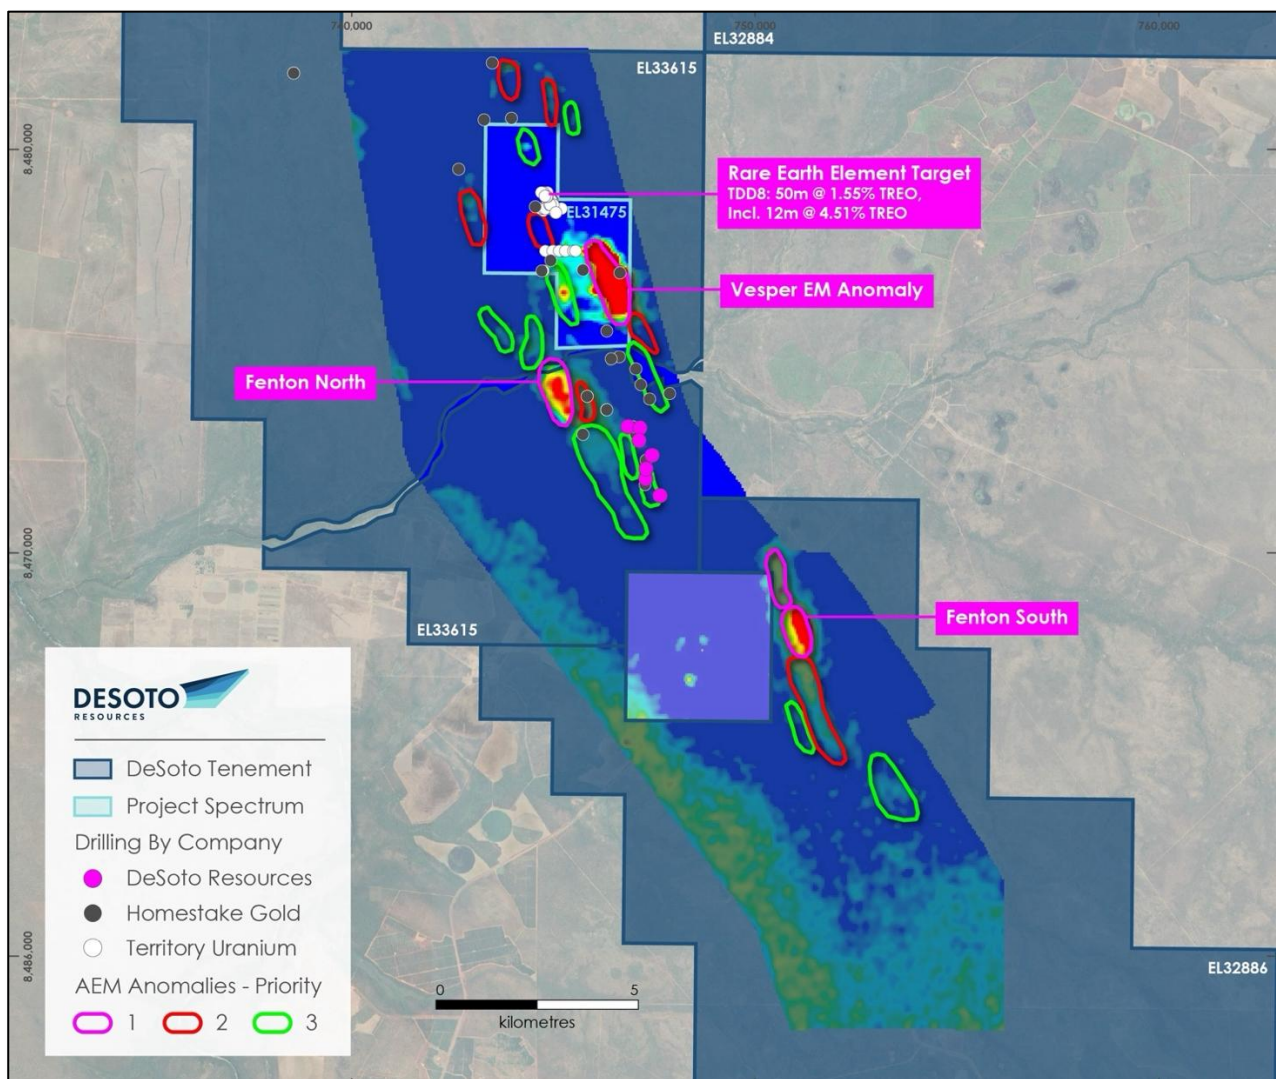 740,000
750,000
760,000
EL32884
EL33615
8,480,000
Rare Earth Element Target
TDD8: 50m @ 1.55% TREO,
Incl. 12m @ 4.51% TREO
EL31475
Vesper EM Anomaly
Fenton North
8,470,000
Fenton South
EL33615
DESOTO
RESOURCES
DeSoto Tenement
Project Spectrum
Drilling By Company
DeSoto Resources
Homestake Gold
Territory Uranium
AEM Anomalies - Priority
1 2 3
8,486,000
EL32886
0 5
kilometres